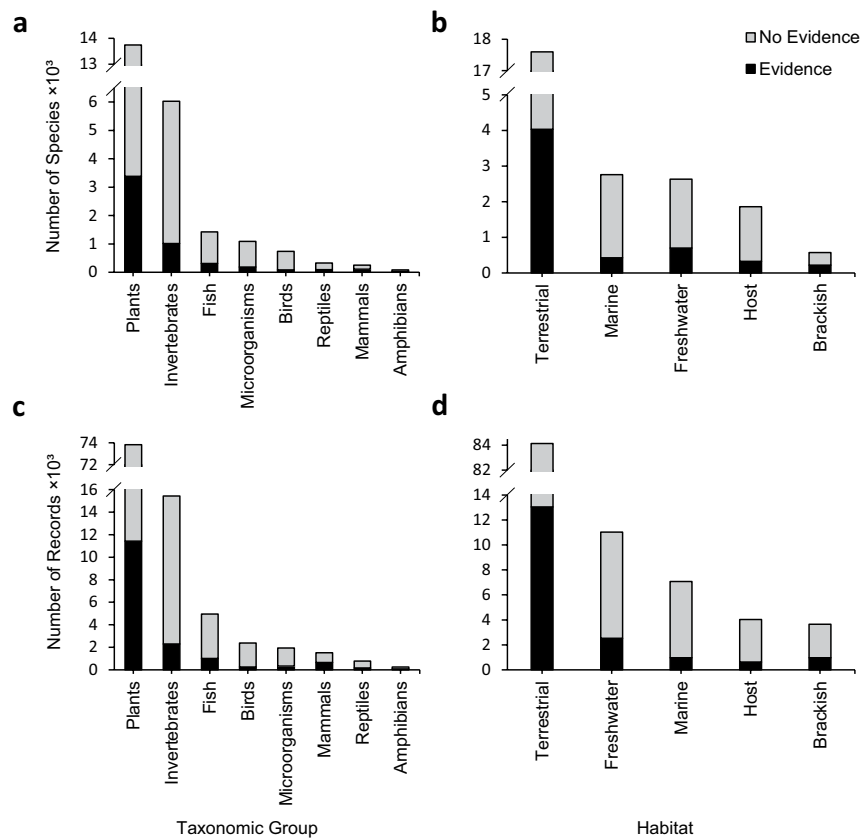 a
Number of Species ×10³
14
13
6
5
4
3
2
1
0
Plants
Invertebrates
Fish
Microorganisms
Birds
Reptiles
Mammals
Amphibians
b
18
17
5
4
3
2
1
0
No Evidence
Evidence
Terrestrial
Marine
Freshwater
Host
Brackish
c
Number of Records ×10³
74
72
16
14
12
10
8
6
4
2
0
Plants
Invertebrates
Fish
Birds
Microorganisms
Mammals
Reptiles
Amphibians
Taxonomic Group
d
84
82
14
12
10
8
6
4
2
0
Terrestrial
Freshwater
Marine
Host
Brackish
Habitat